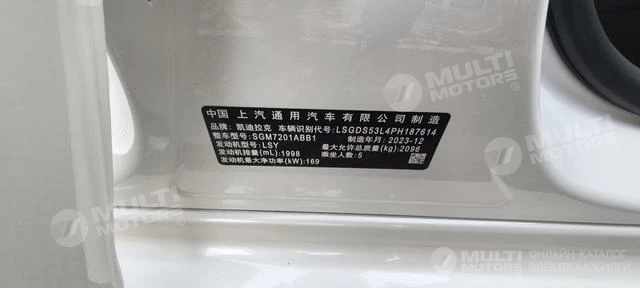 中国 上汽通用汽车有限公司制造
品牌: 凯迪拉克 车辆识别代号: LSGDS53L4PH187614
整车型号: SGM7201ABB1 制造年月: 2023-12
发动机型号: LSY 最大允许总质量(kg): 2096
发动机排量(mL): 1998 乘坐人数: 5
发动机最大净功率(kW): 169
MULTI MOTORS
MULTI MOTORS
MULTI MOTORS
MULTI MOTORS
ОНЛАЙН-КАТАЛОГ
ЭЛЕКТРОМОБИЛЕЙ